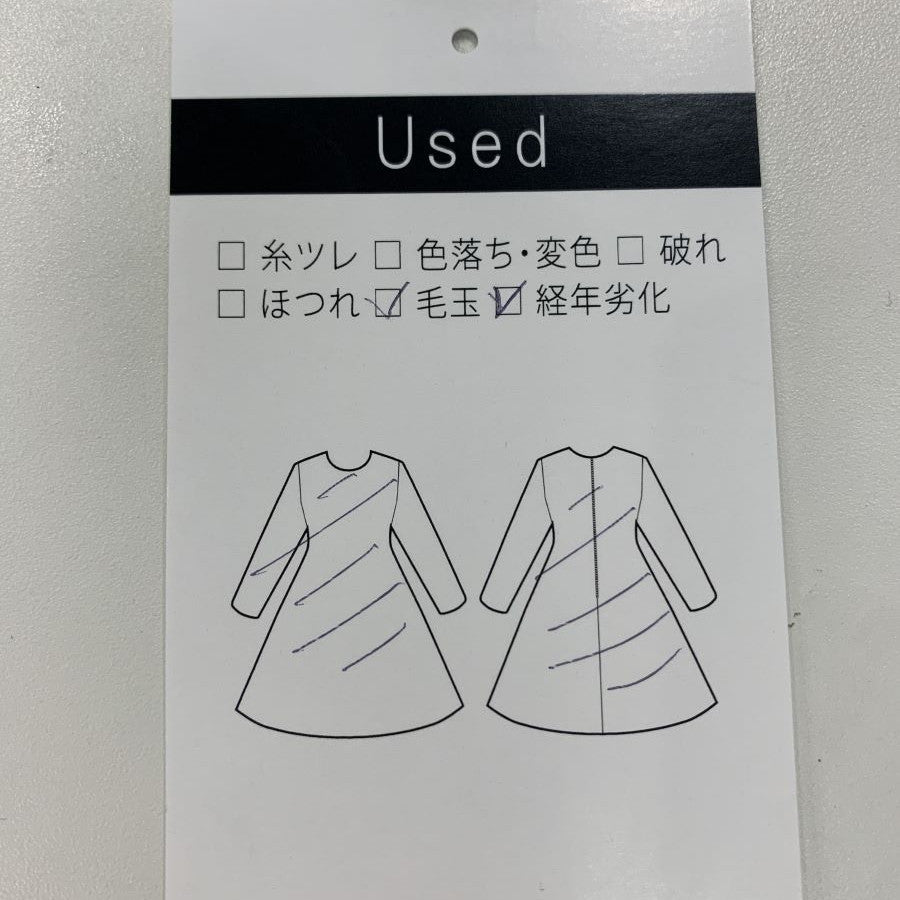 Used
□ 糸ツレ □ 色落ち・変色 □ 破れ
□ ほつれ ☑ 毛玉 ☑ 経年劣化